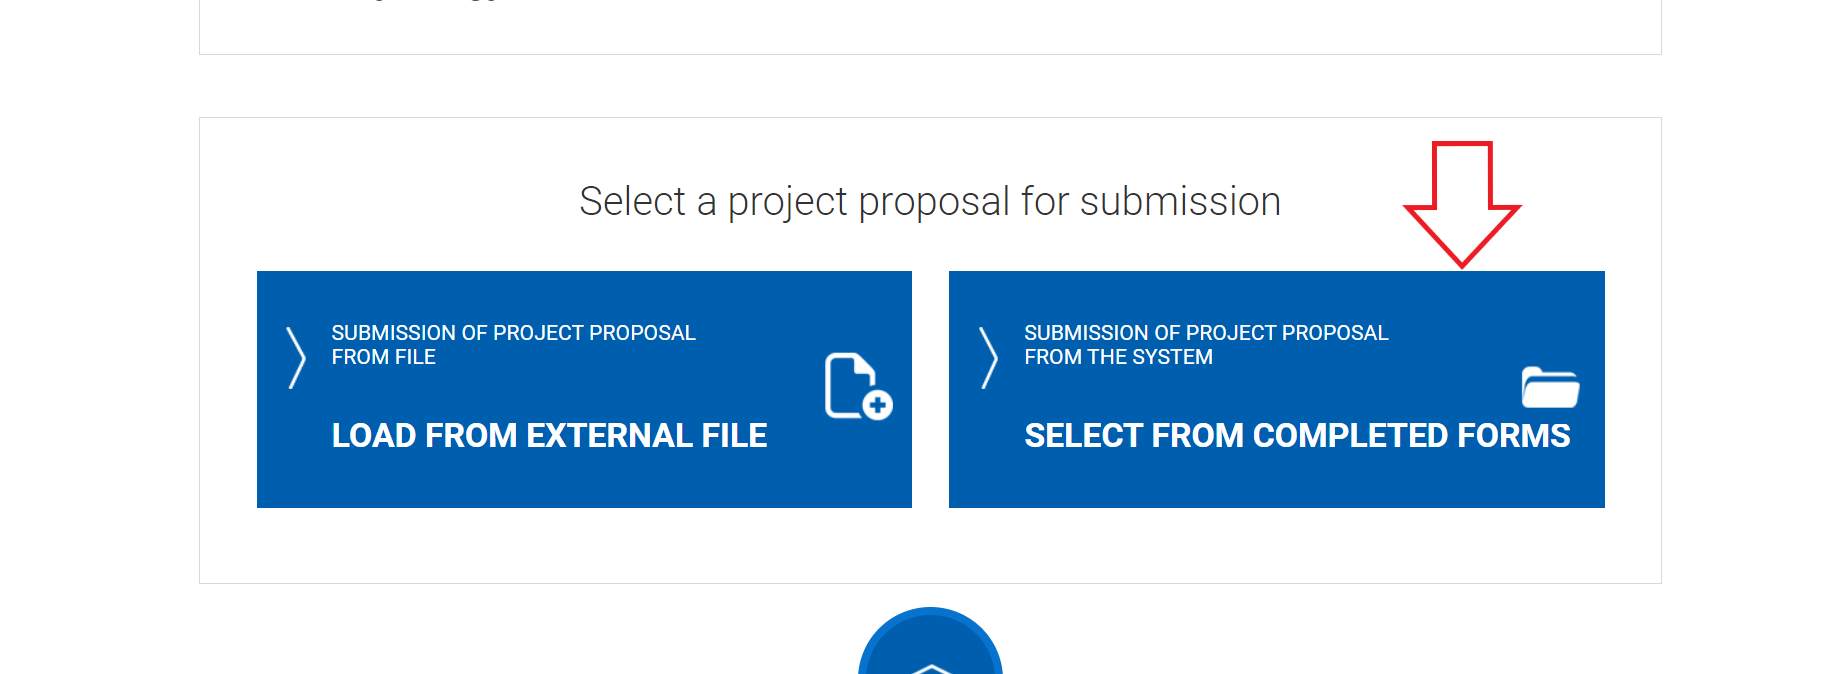 Select a project proposal for submission
SUBMISSION OF PROJECT PROPOSAL
FROM FILE
LOAD FROM EXTERNAL FILE
SUBMISSION OF PROJECT PROPOSAL
FROM THE SYSTEM
SELECT FROM COMPLETED FORMS